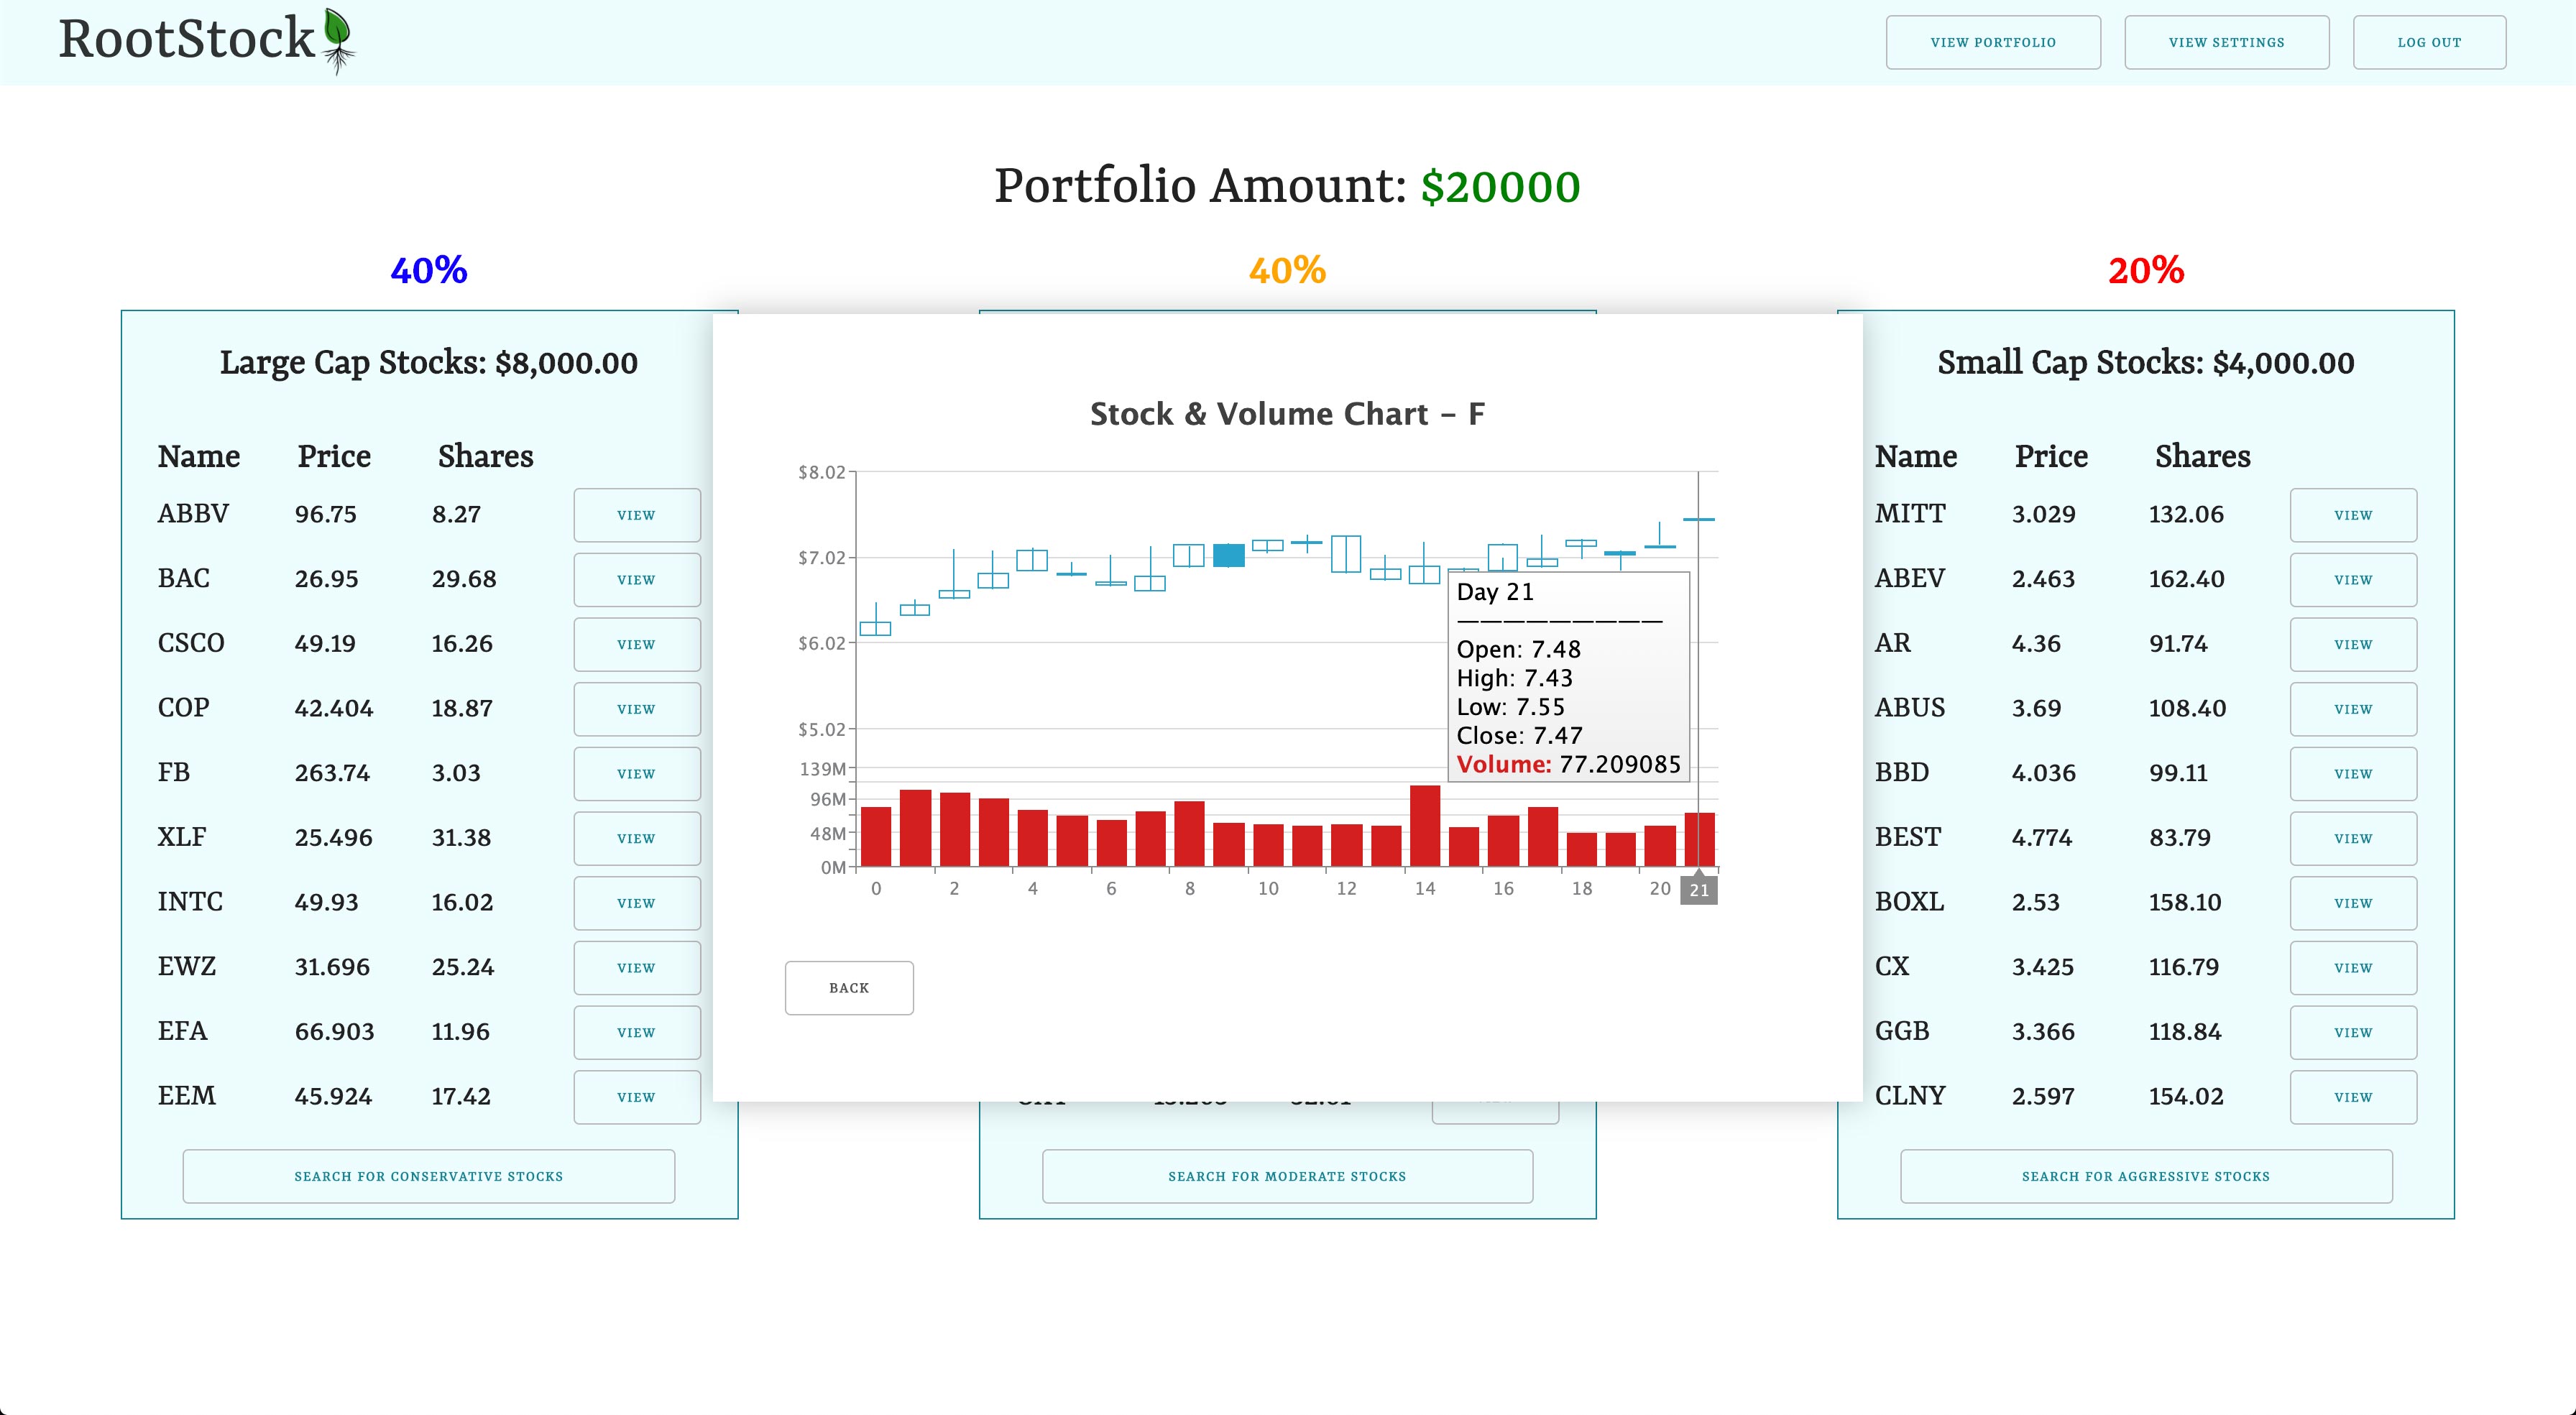 RootStock
VIEW PORTFOLIO
VIEW SETTINGS
LOG OUT
Portfolio Amount: $20000
40%
40%
20%
Large Cap Stocks: $8,000.00
Name Price Shares
ABBV 96.75 8.27 VIEW
BAC 26.95 29.68 VIEW
CSCO 49.19 16.26 VIEW
COP 42.404 18.87 VIEW
FB 263.74 3.03 VIEW
XLF 25.496 31.38 VIEW
INTC 49.93 16.02 VIEW
EWZ 31.696 25.24 VIEW
EFA 66.903 11.96 VIEW
EEM 45.924 17.42 VIEW
SEARCH FOR CONSERVATIVE STOCKS
Stock & Volume Chart – F
$8.02
$7.02
$6.02
$5.02
139M
96M
48M
0M
0 2 4 6 8 10 12 14 16 18 20 21
Day 21
——————————
Open: 7.48
High: 7.43
Low: 7.55
Close: 7.47
Volume: 77.209085
BACK
SEARCH FOR MODERATE STOCKS
Small Cap Stocks: $4,000.00
Name Price Shares
MITT 3.029 132.06 VIEW
ABEV 2.463 162.40 VIEW
AR 4.36 91.74 VIEW
ABUS 3.69 108.40 VIEW
BBD 4.036 99.11 VIEW
BEST 4.774 83.79 VIEW
BOXL 2.53 158.10 VIEW
CX 3.425 116.79 VIEW
GGB 3.366 118.84 VIEW
CLNY 2.597 154.02 VIEW
SEARCH FOR AGGRESSIVE STOCKS